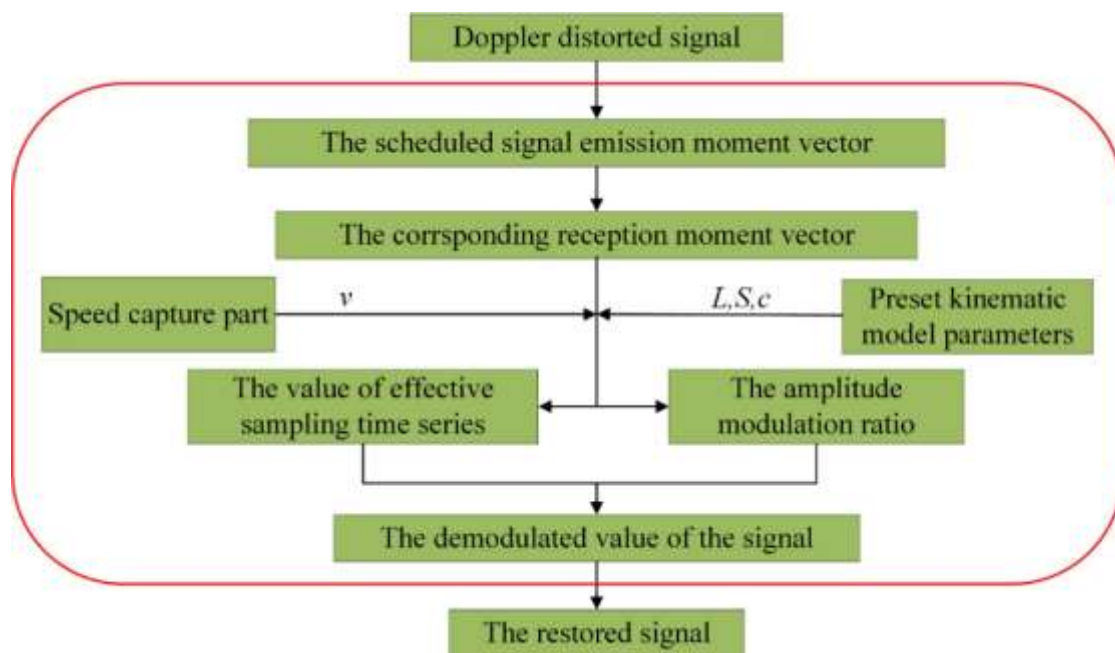 Doppler distorted signal
The scheduled signal emission moment vector
The corrsponding reception moment vector
Speed capture part
v
L,S,c
Preset kinematic
model parameters
The value of effective
sampling time series
The amplitude
modulation ratio
The demodulated value of the signal
The restored signal